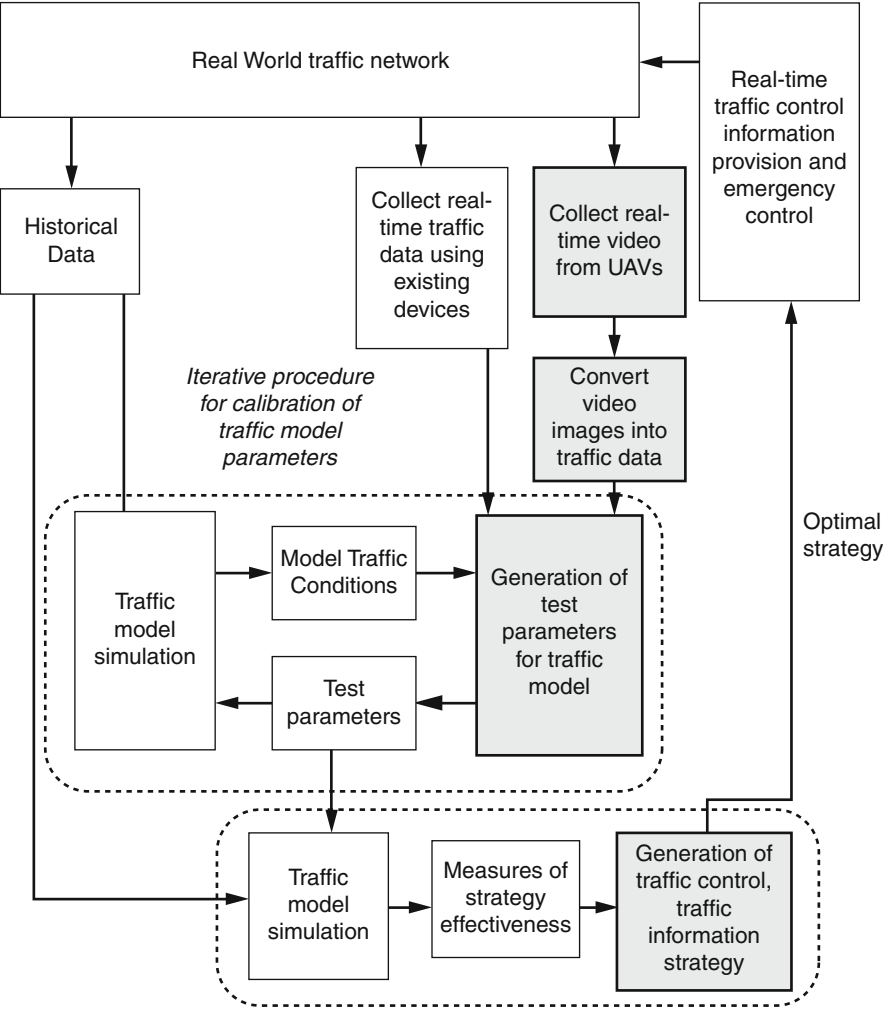 Real World traffic network
Real-time
traffic control
information
provision and
emergency
control
Historical
Data
Collect real-
time traffic
data using
existing
devices
Collect real-
time video
from UAVs
Iterative procedure
for calibration of
traffic model
parameters
Convert
video
images into
traffic data
Optimal
strategy
Traffic
model
simulation
Model Traffic
Conditions
Generation of
test
parameters
for traffic
model
Test
parameters
Traffic
model
simulation
Measures of
strategy
effectiveness
Generation of
traffic control,
traffic
information
strategy